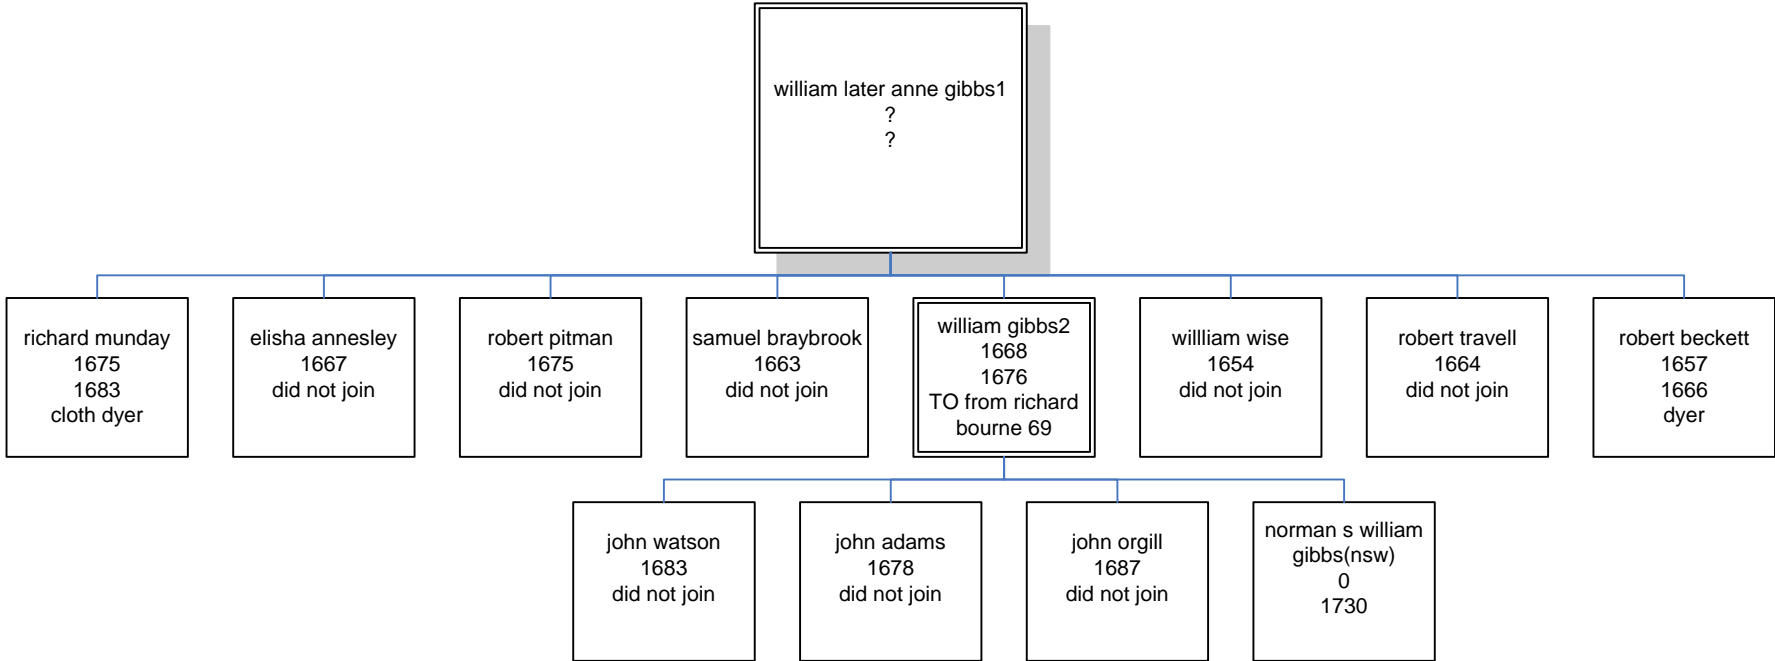 william later anne gibbs1
?
?
richard munday
1675
1683
cloth dyer
elisha annesley
1667
did not join
robert pitman
1675
did not join
samuel braybrook
1663
did not join
william gibbs2
1668
1676
TO from richard
bourne 69
willliam wise
1654
did not join
robert travell
1664
did not join
robert beckett
1657
1666
dyer
john watson
1683
did not join
john adams
1678
did not join
john orgill
1687
did not join
norman s william
gibbs(nsw)
0
1730